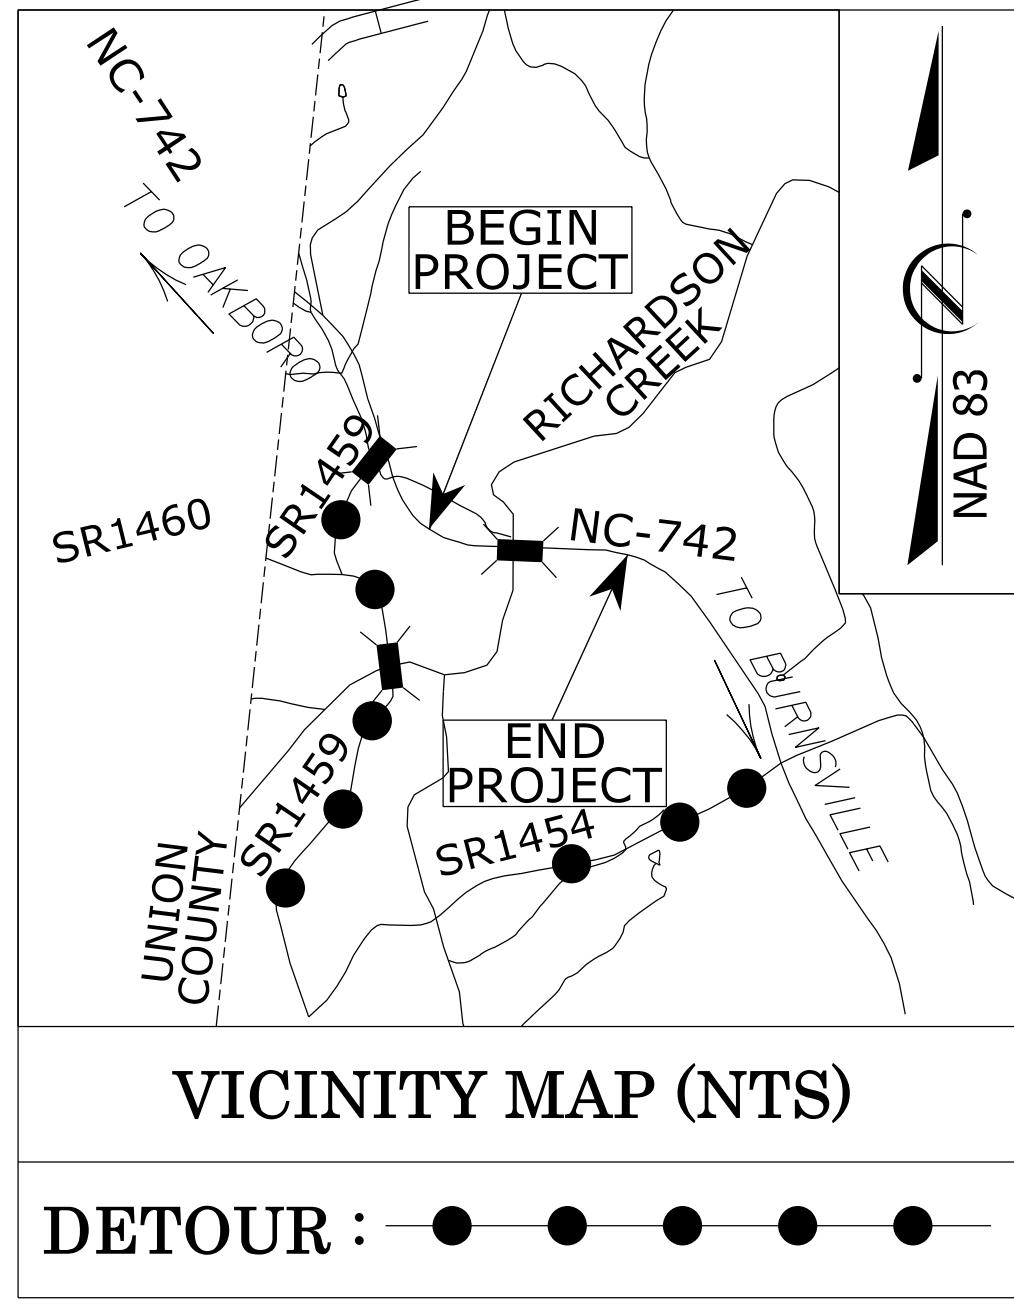 NC-742
TO OAKBORO
BEGIN
PROJECT
RICHARDSON
CREEK
NAD 83
SR1459
SR1460
NC-742
TO BURNSVILLE
END
PROJECT
SR1459
SR1454
UNION
COUNTY
VICINITY MAP (NTS)
DETOUR :